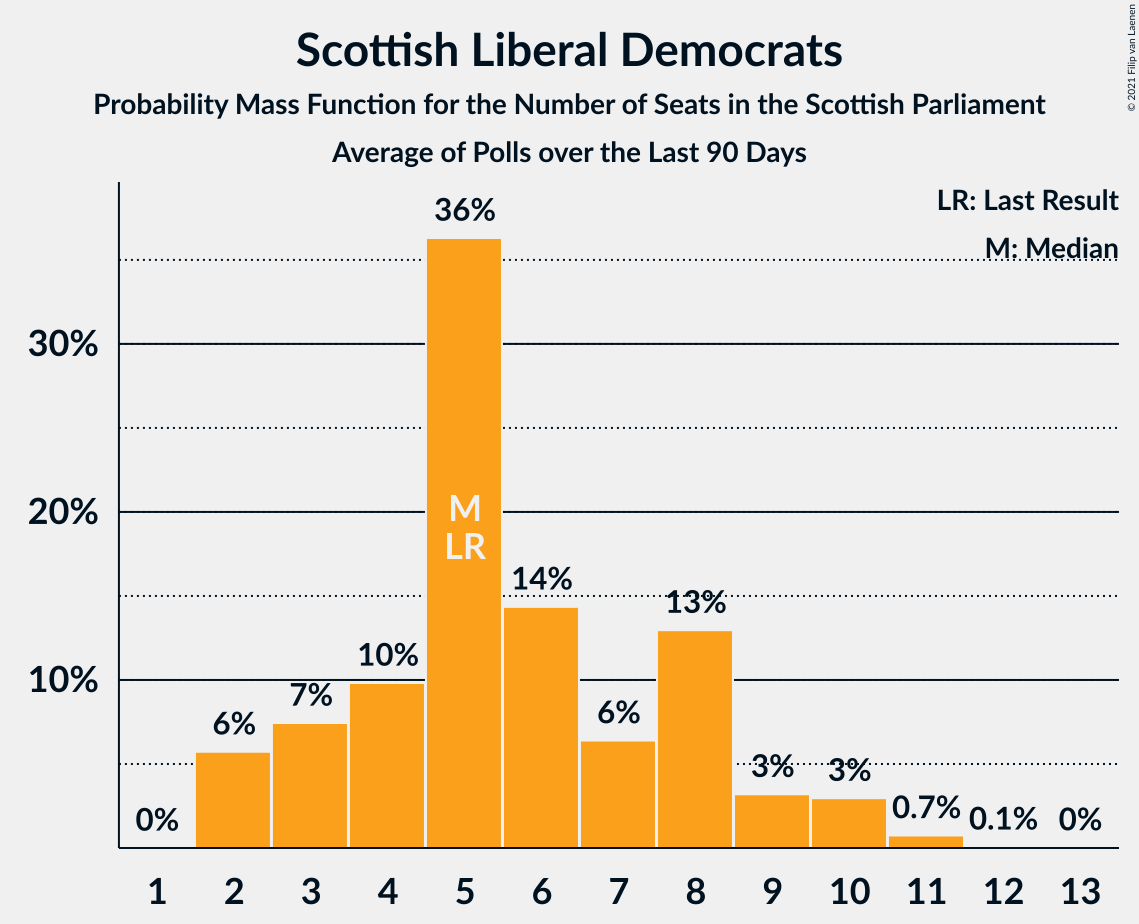 Scottish Liberal Democrats
Probability Mass Function for the Number of Seats in the Scottish Parliament
Average of Polls over the Last 90 Days
© 2021 Filip van Laenen
LR: Last Result
M: Median
30%
20%
10%
0%
6%
7%
10%
36%
M
LR
14%
6%
13%
3%
3%
0.7%
0.1%
0%
1 2 3 4 5 6 7 8 9 10 11 12 13